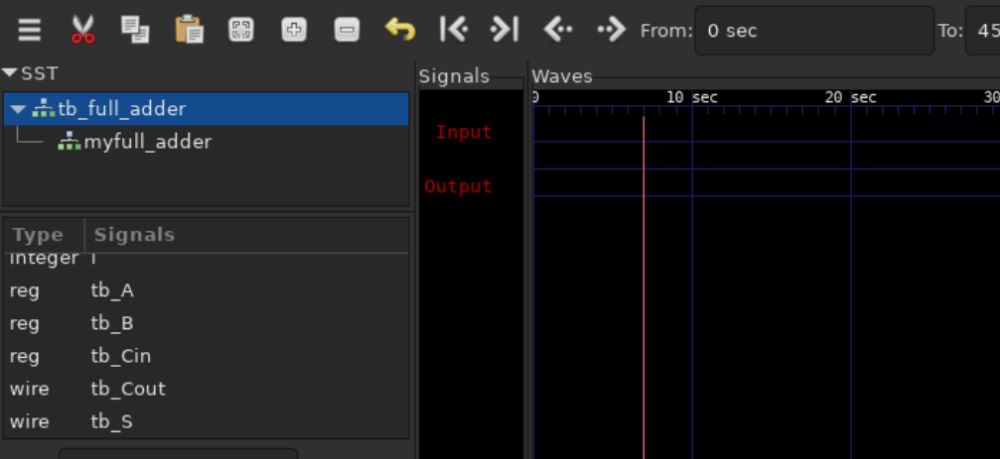 From: 0 sec To: 45
SST
tb_full_adder
myfull_adder
Type Signals
integer i
reg tb_A
reg tb_B
reg tb_Cin
wire tb_Cout
wire tb_S
Signals
Input
Output
Waves
0 10 sec 20 sec 30